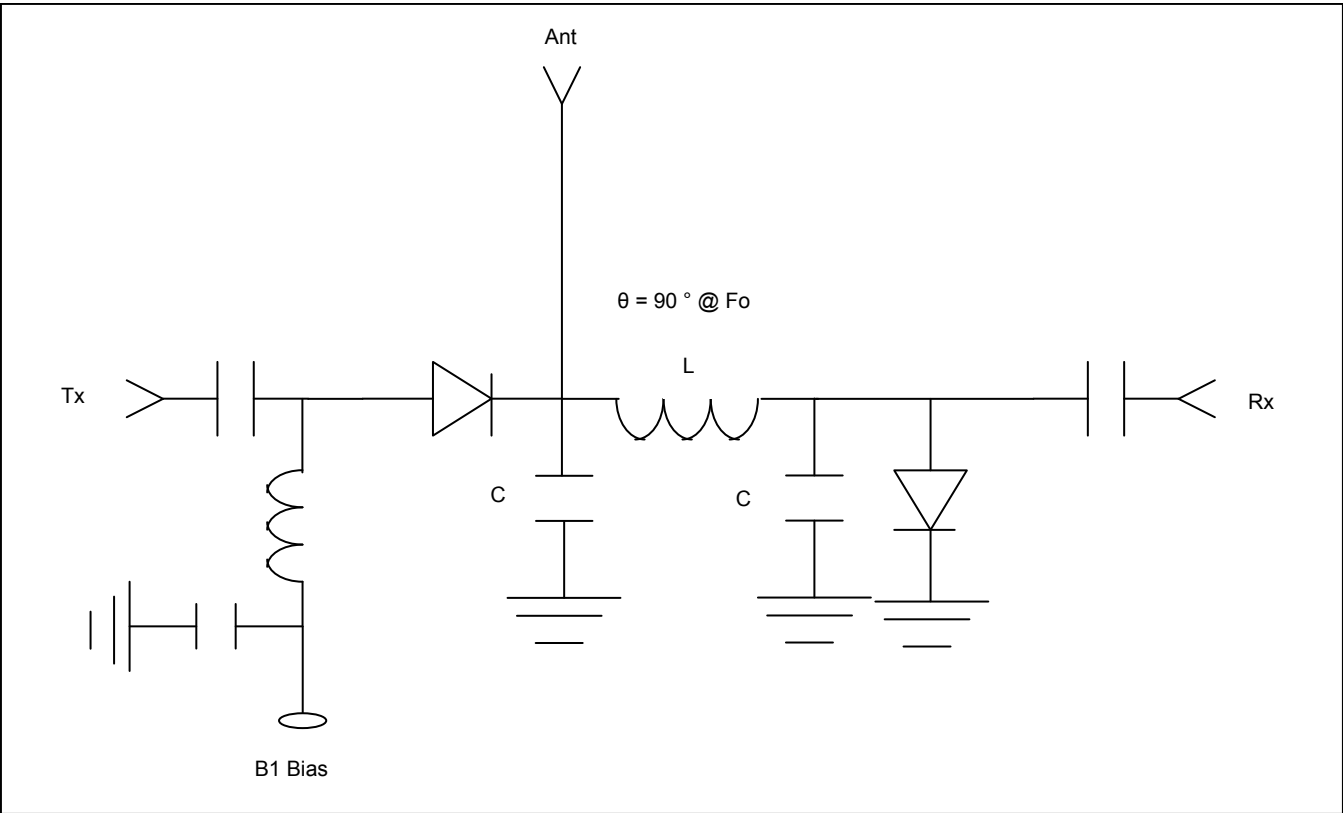 Ant
θ = 90 ° @ Fo
L
Tx
Rx
C
C
B1 Bias